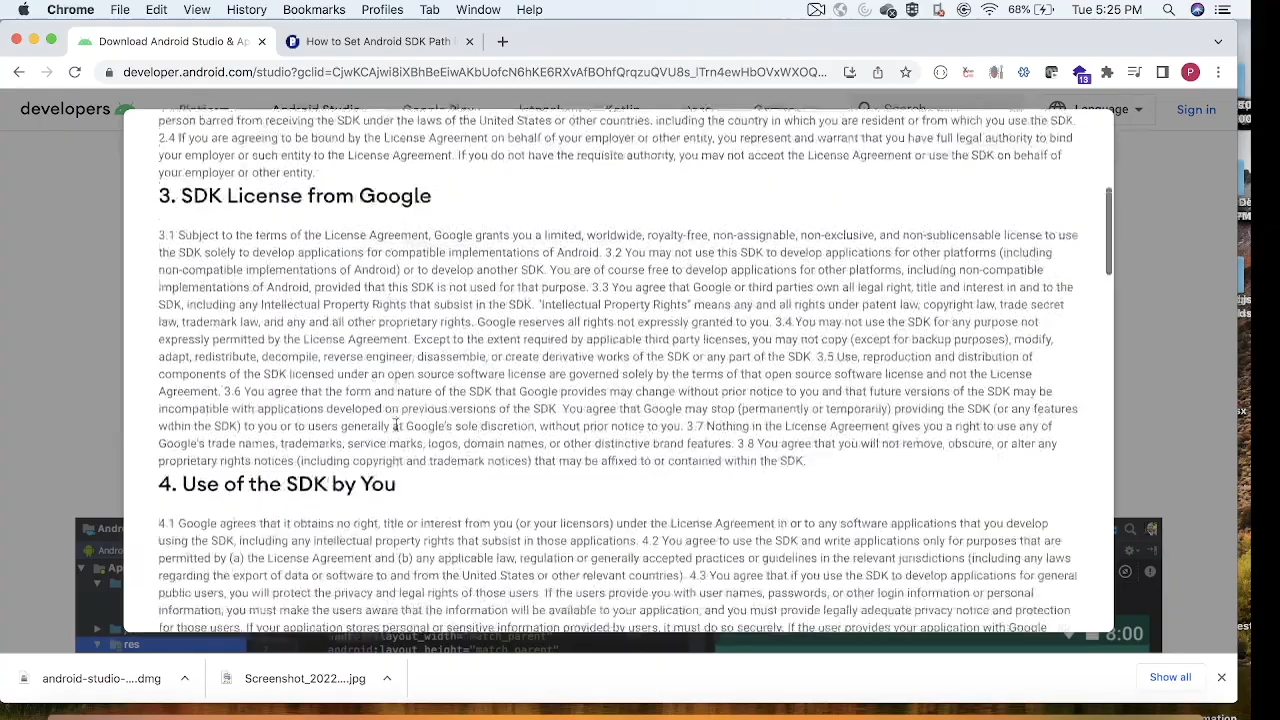 Chrome File Edit View History Bookmarks Profiles Tab Window Help 68% Tue 5:25 PM
Download Android Studio & Ap How to Set Android SDK Path
developer.android.com/studio?gclid=CjwKCAjwi8iXBhBeEiwAKbUofcN6hKE6RXvAfBOhfQrqzuQVU8s_lTrn4ewHbOVxWXOQ... 13 P
developers Language Sign in
person barred from receiving the SDK under the laws of the United States or other countries, including the country in which you are resident or from which you use the SDK.
2.4 If you are agreeing to be bound by the License Agreement on behalf of your employer or other entity, you represent and warrant that you have full legal authority to bind
your employer or such entity to the License Agreement. If you do not have the requisite authority, you may not accept the License Agreement or use the SDK on behalf of
your employer or other entity.
3. SDK License from Google
3.1 Subject to the terms of the License Agreement, Google grants you a limited, worldwide, royalty-free, non-assignable, non-exclusive, and non-sublicensable license to use
the SDK solely to develop applications for compatible implementations of Android. 3.2 You may not use this SDK to develop applications for other platforms (including
non-compatible implementations of Android) or to develop another SDK. You are of course free to develop applications for other platforms, including non-compatible
implementations of Android, provided that this SDK is not used for that purpose. 3.3 You agree that Google or third parties own all legal right, title and interest in and to the
SDK, including any Intellectual Property Rights that subsist in the SDK. "Intellectual Property Rights" means any and all rights under patent law, copyright law, trade secret
law, trademark law, and any and all other proprietary rights. Google reserves all rights not expressly granted to you. 3.4 You may not use the SDK for any purpose not
expressly permitted by the License Agreement. Except to the extent required by applicable third party licenses, you may not copy (except for backup purposes), modify,
adapt, redistribute, decompile, reverse engineer, disassemble, or create derivative works of the SDK or any part of the SDK. 3.5 Use, reproduction and distribution of
components of the SDK licensed under an open source software license are governed solely by the terms of that open source software license and not the License
Agreement. 3.6 You agree that the form and nature of the SDK that Google provides may change without prior notice to you and that future versions of the SDK may be
incompatible with applications developed on previous versions of the SDK. You agree that Google may stop (permanently or temporarily) providing the SDK (or any features
within the SDK) to you or to users generally at Google's sole discretion, without prior notice to you. 3.7 Nothing in the License Agreement gives you a right to use any of
Google's trade names, trademarks, service marks, logos, domain names, or other distinctive brand features. 3.8 You agree that you will not remove, obscure, or alter any
proprietary rights notices (including copyright and trademark notices) that may be affixed to or contained within the SDK.
4. Use of the SDK by You
4.1 Google agrees that it obtains no right, title or interest from you (or your licensors) under the License Agreement in or to any software applications that you develop
using the SDK, including any intellectual property rights that subsist in those applications. 4.2 You agree to use the SDK and write applications only for purposes that are
permitted by (a) the License Agreement and (b) any applicable law, regulation or generally accepted practices or guidelines in the relevant jurisdictions (including any laws
regarding the export of data or software to and from the United States or other relevant countries). 4.3 You agree that if you use the SDK to develop applications for general
public users, you will protect the privacy and legal rights of those users. If the users provide you with user names, passwords, or other login information or personal
information, you must make the users aware that the information will be available to your application, and you must provide legally adequate privacy notice and protection
for those users. If your application stores personal or sensitive information provided by users, it must do so securely. If the user provides your application with Google
res
android:layout_height="match_parent"
8:00
android-studio-....dmg Screenshot_2022....jpg Show all